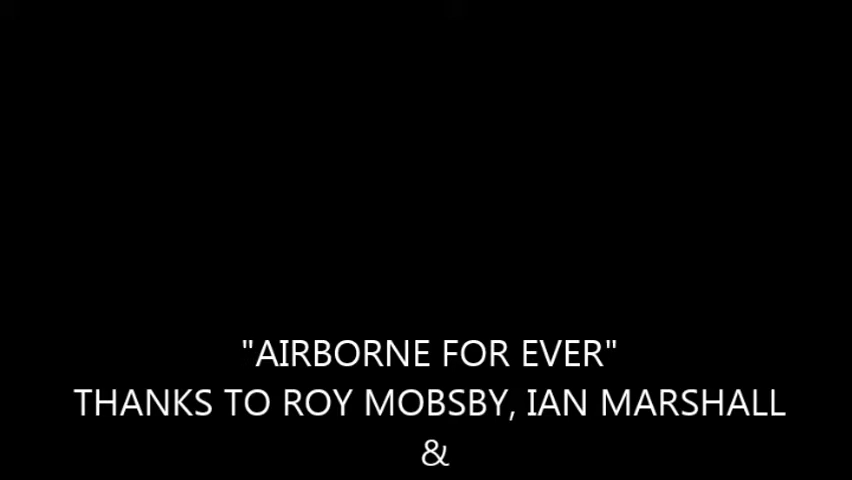 "AIRBORNE FOR EVER"
THANKS TO ROY MOBSBY, IAN MARSHALL
&